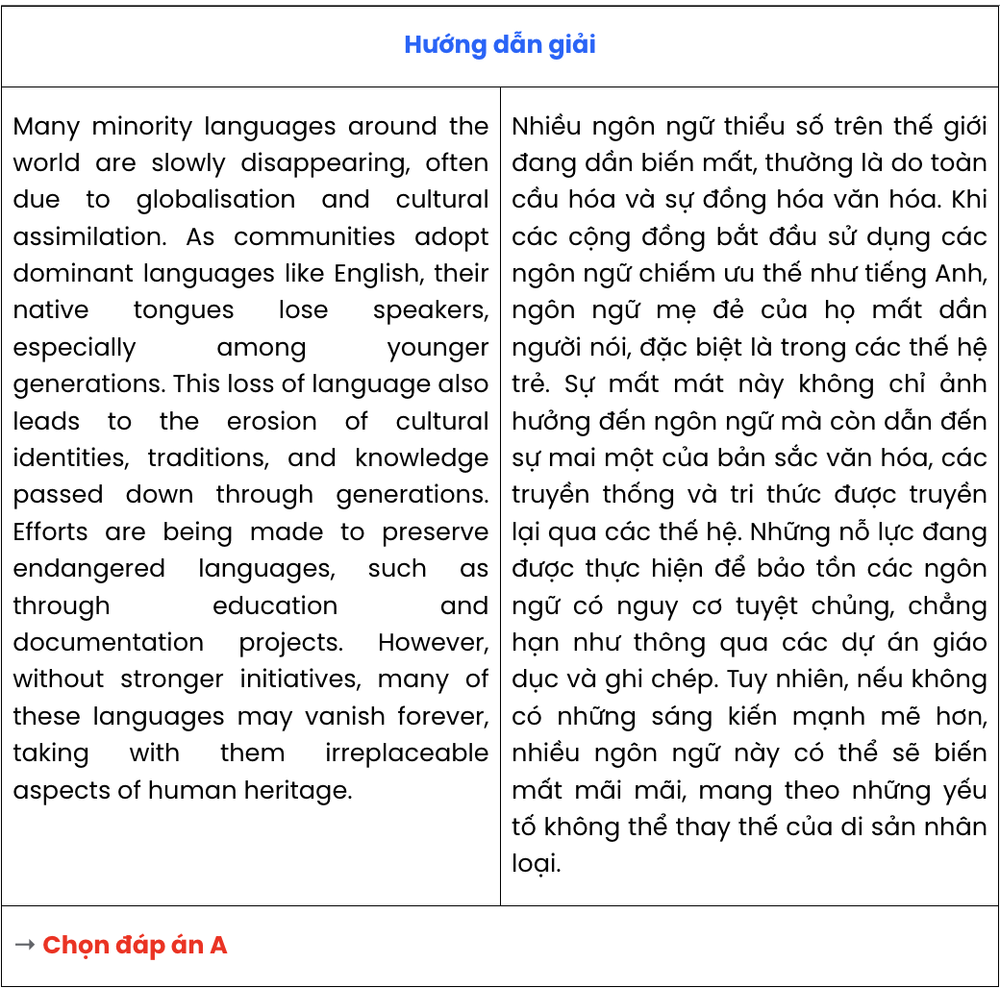 Hướng dẫn giải
Many minority languages around the
world are slowly disappearing, often
due to globalisation and cultural
assimilation. As communities adopt
dominant languages like English, their
native tongues lose speakers,
especially among younger
generations. This loss of language also
leads to the erosion of cultural
identities, traditions, and knowledge
passed down through generations.
Efforts are being made to preserve
endangered languages, such as
through education and
documentation projects. However,
without stronger initiatives, many of
these languages may vanish forever,
taking with them irreplaceable
aspects of human heritage.
Nhiều ngôn ngữ thiểu số trên thế giới
đang dần biến mất, thường là do toàn
cầu hóa và sự đồng hóa văn hóa. Khi
các cộng đồng bắt đầu sử dụng các
ngôn ngữ chiếm ưu thế như tiếng Anh,
ngôn ngữ mẹ đẻ của họ mất dần
người nói, đặc biệt là trong các thế hệ
trẻ. Sự mất mát này không chỉ ảnh
hưởng đến ngôn ngữ mà còn dẫn đến
sự mai một của bản sắc văn hóa, các
truyền thống và tri thức được truyền
lại qua các thế hệ. Những nỗ lực đang
được thực hiện để bảo tồn các ngôn
ngữ có nguy cơ tuyệt chủng, chẳng
hạn như thông qua các dự án giáo
dục và ghi chép. Tuy nhiên, nếu không
có những sáng kiến mạnh mẽ hơn,
nhiều ngôn ngữ này có thể sẽ biến
mất mãi mãi, mang theo những yếu
tố không thể thay thế của di sản nhân
loại.
→ Chọn đáp án A